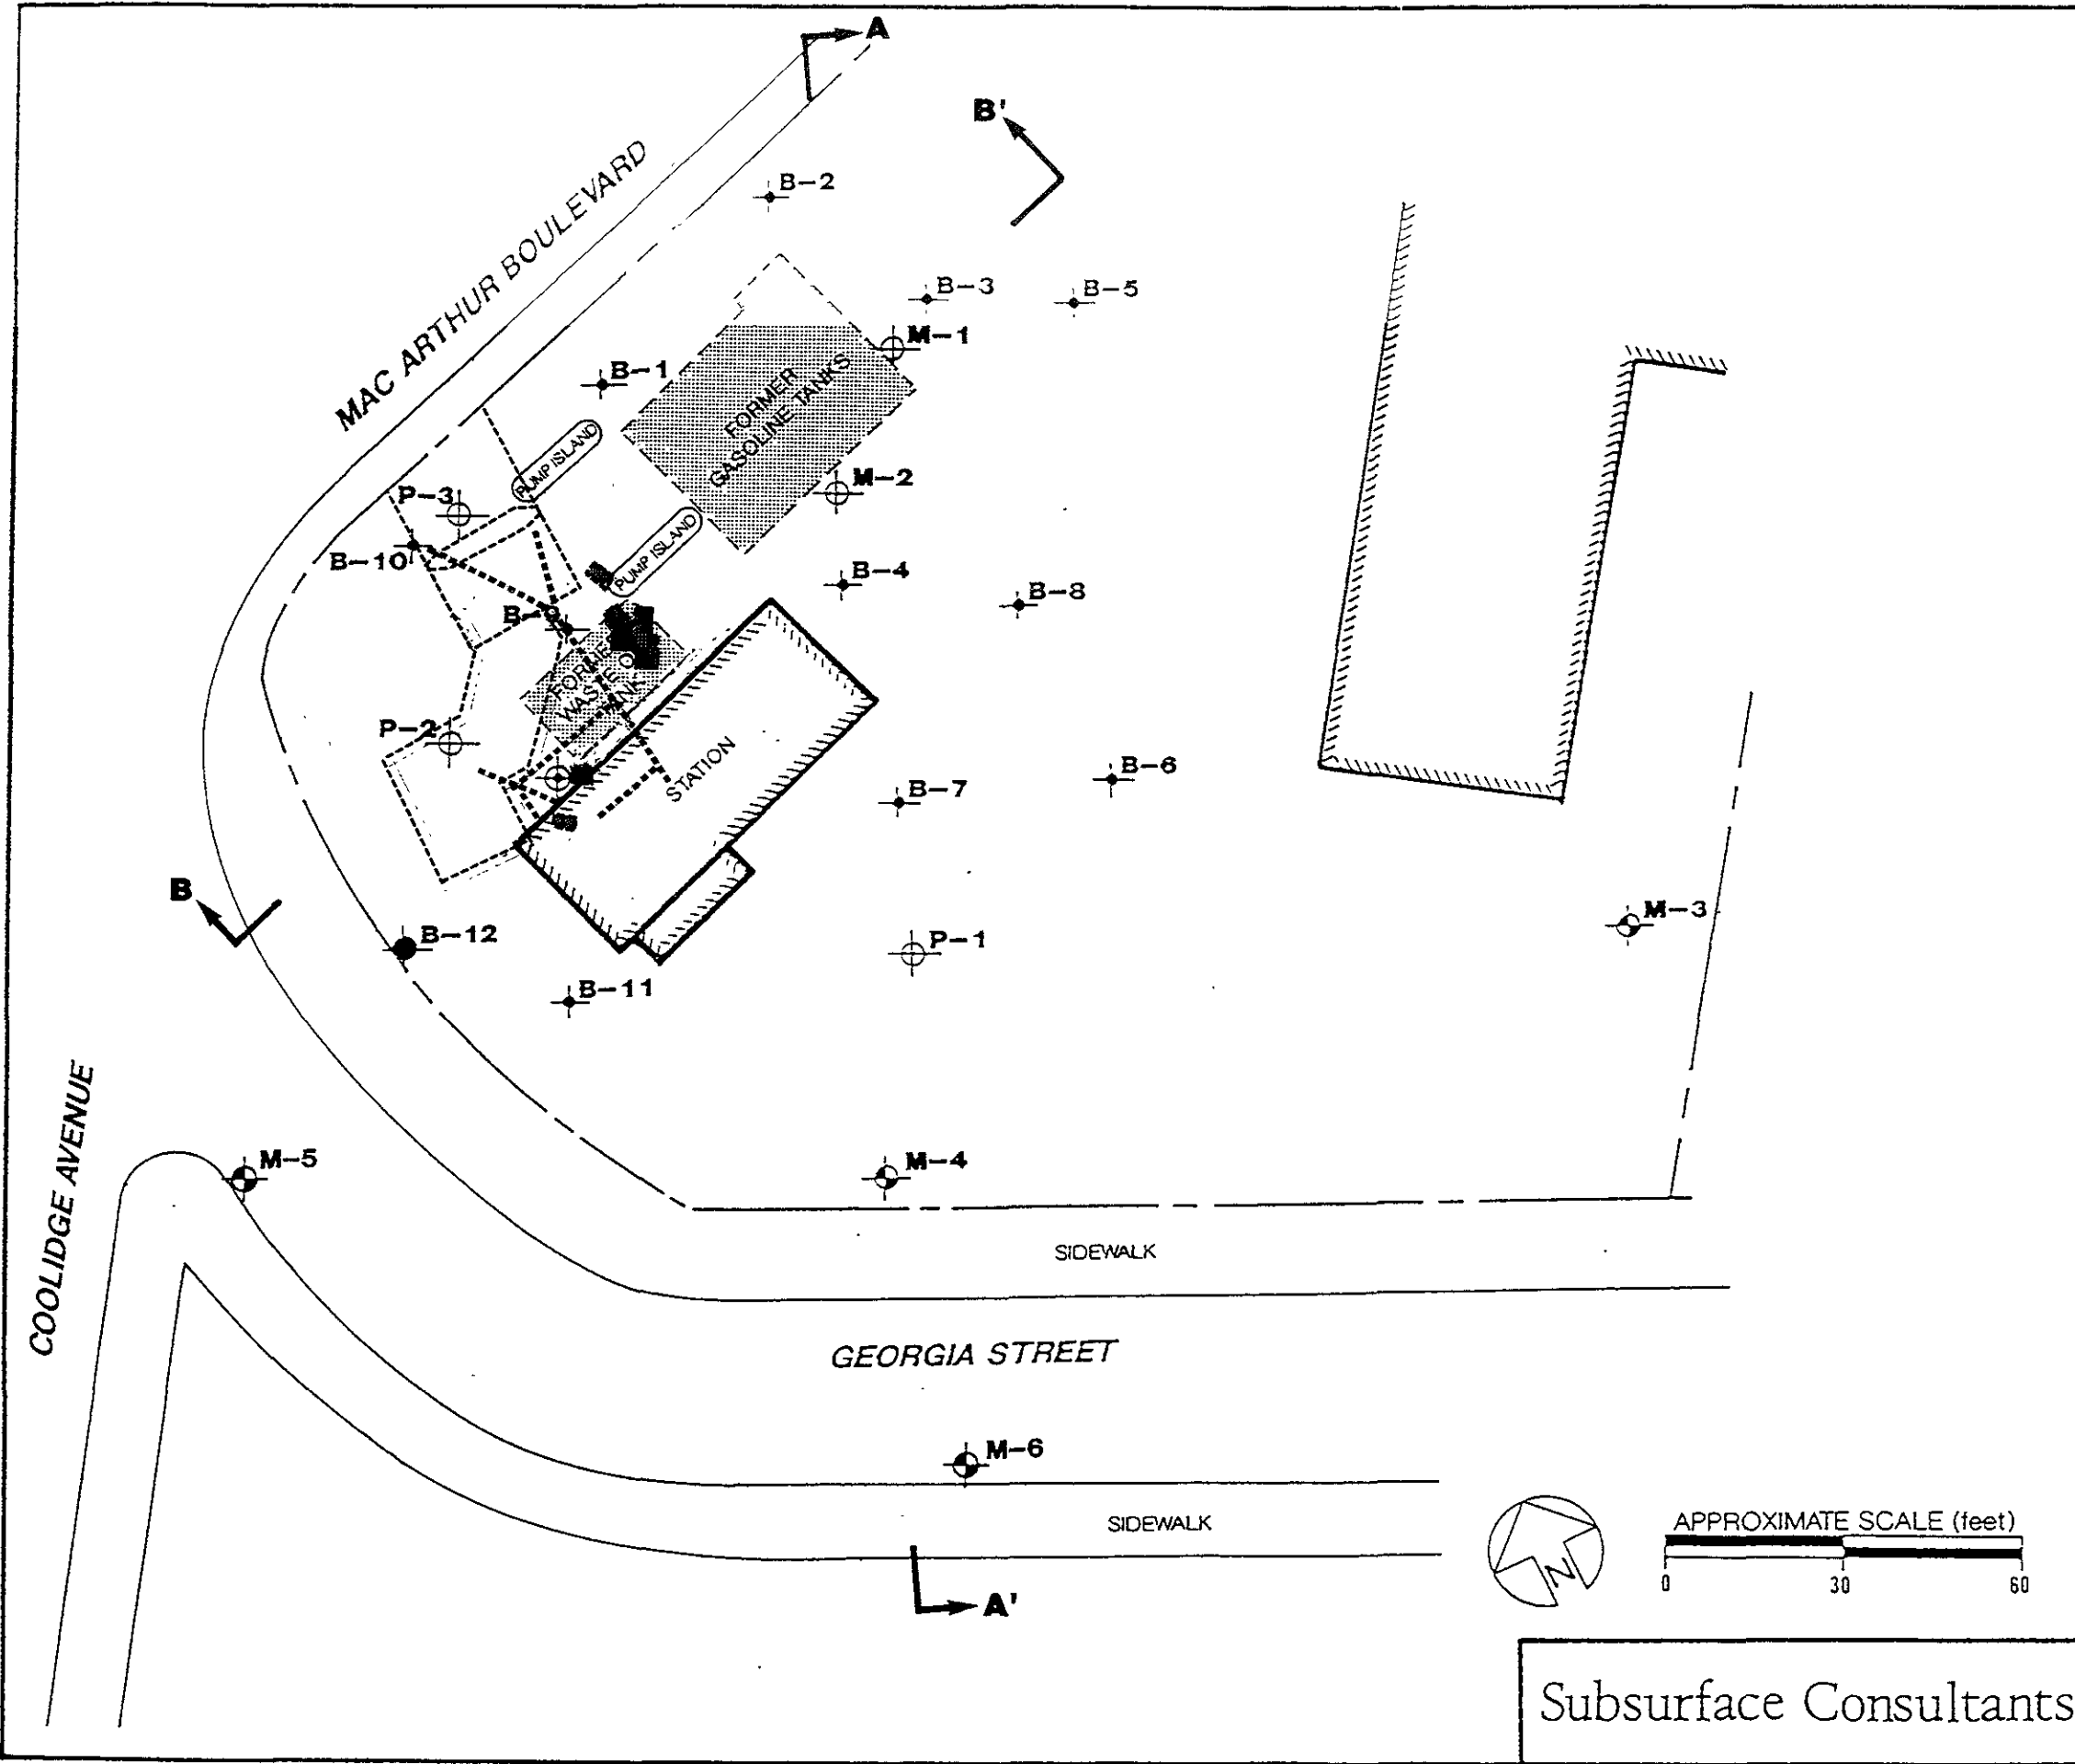 A
B'
B-2
MAC ARTHUR BOULEVARD
B-3
B-5
M-1
B-1
FORMER
GASOLINE TANKS
PUMP ISLAND
M-2
P-3
PUMP ISLAND
B-10
B-4
B-8
B-9
WASTE
TANK
P-2
STATION
B-6
B-7
B
M-3
B-12
P-1
B-11
COOLIDGE AVENUE
M-5
M-4
SIDEWALK
GEORGIA STREET
M-6
SIDEWALK
N
APPROXIMATE SCALE (feet)
0 30 60
A'
Subsurface Consultants